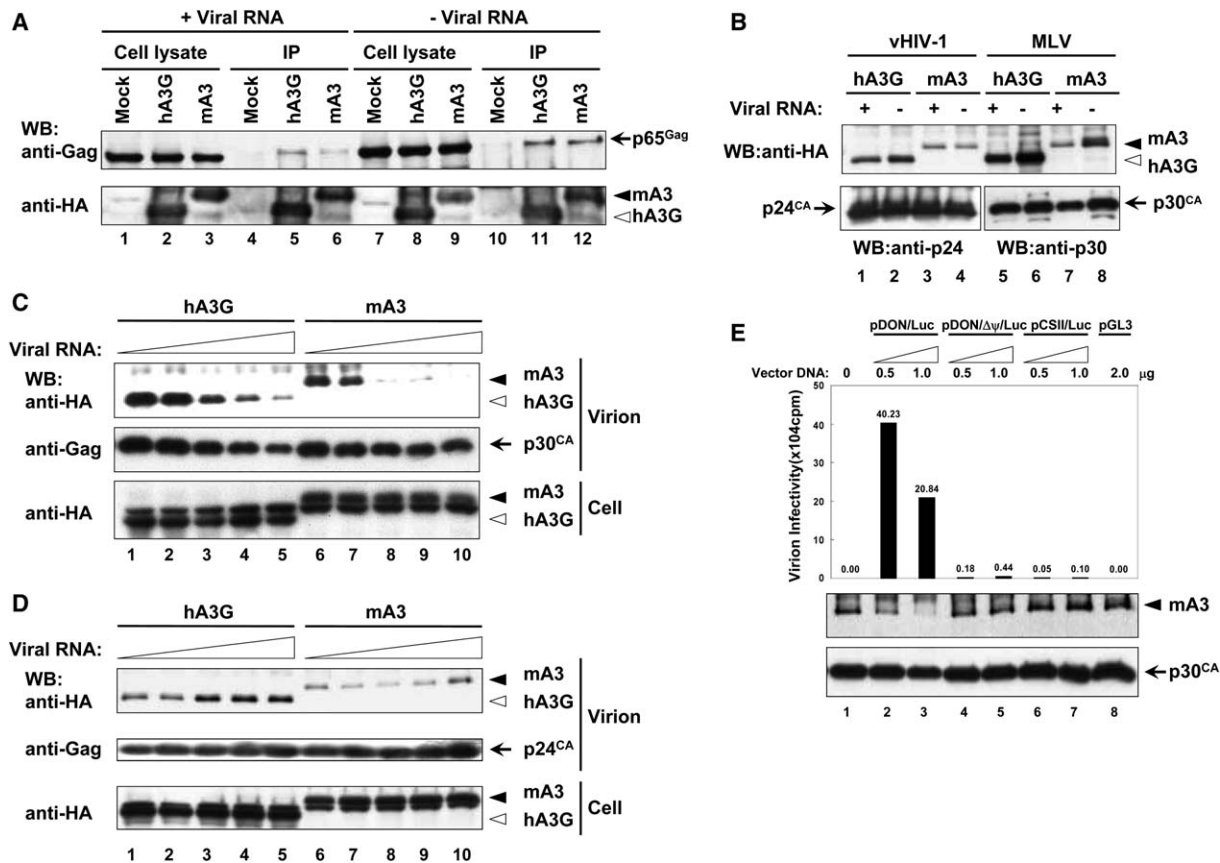 A
+ Viral RNA - Viral RNA
Cell lysate IP Cell lysate IP
Mock hA3G mA3 Mock hA3G mA3 Mock hA3G mA3 Mock hA3G mA3
WB:
anti-Gag
p65Gag
anti-HA
mA3
hA3G
1 2 3 4 5 6 7 8 9 10 11 12
B
vHIV-1 MLV
hA3G mA3 hA3G mA3
Viral RNA: + - + - + - + -
WB:anti-HA
mA3
hA3G
p24CA
p30CA
WB:anti-p24 WB:anti-p30
1 2 3 4 5 6 7 8
C
hA3G mA3
Viral RNA:
WB:
anti-HA
mA3
hA3G
Virion
anti-Gag
p30CA
anti-HA
mA3
hA3G
Cell
1 2 3 4 5 6 7 8 9 10
D
hA3G mA3
Viral RNA:
WB:
anti-HA
mA3
hA3G
Virion
anti-Gag
p24CA
anti-HA
mA3
hA3G
Cell
1 2 3 4 5 6 7 8 9 10
E
pDON/Luc pDON/Δψ/Luc pCSII/Luc pGL3
Vector DNA: 0 0.5 1.0 0.5 1.0 0.5 1.0 2.0 μg
Virion Infectivity(x104cpm)
50
40
30
20
10
0
0.00 40.23 20.84 0.18 0.44 0.05 0.10 0.00
mA3
p30CA
1 2 3 4 5 6 7 8